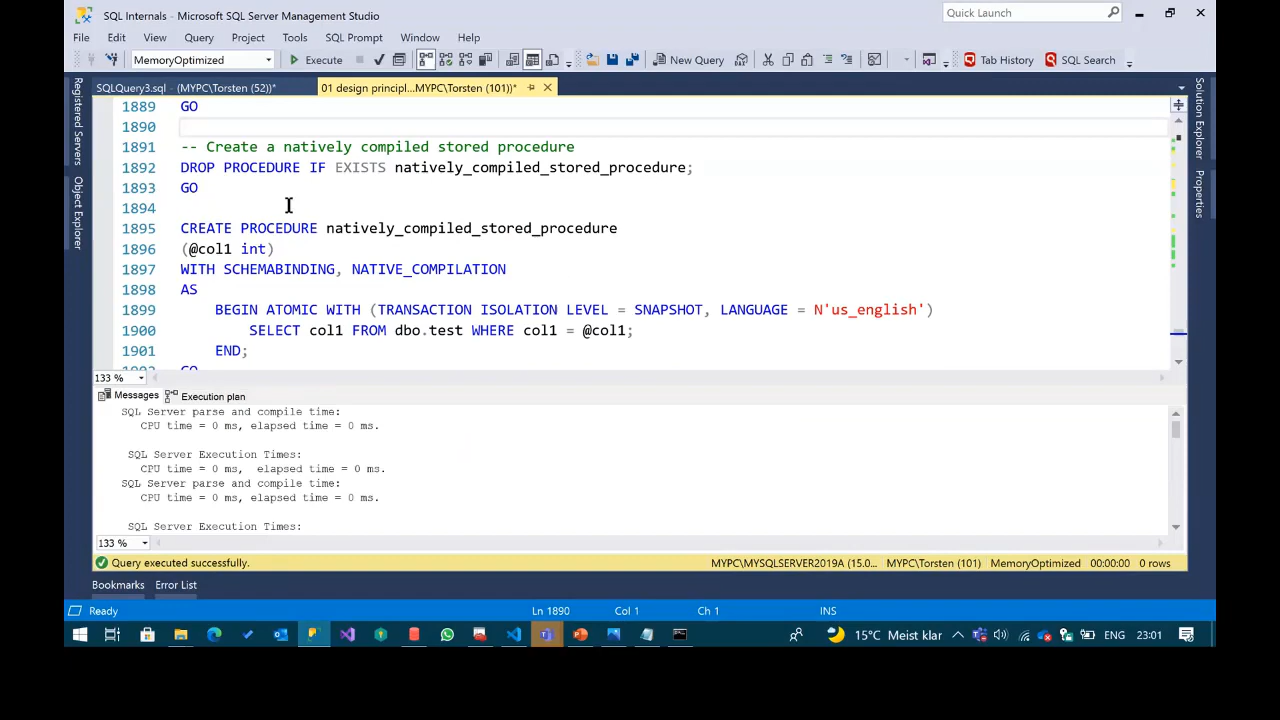 SQL Internals - Microsoft SQL Server Management Studio
Quick Launch
File Edit View Query Project Tools SQL Prompt Window Help
MemoryOptimized Execute New Query Tab History SQL Search
SQLQuery3.sql - (MYPC\Torsten (52))* 01 design principl...MYPC\Torsten (101))*
Registered Servers
Object Explorer
Solution Explorer
Properties
1889 GO
1890
1891 -- Create a natively compiled stored procedure
1892 DROP PROCEDURE IF EXISTS natively_compiled_stored_procedure;
1893 GO
1894
1895 CREATE PROCEDURE natively_compiled_stored_procedure
1896 (@col1 int)
1897 WITH SCHEMABINDING, NATIVE_COMPILATION
1898 AS
1899 BEGIN ATOMIC WITH (TRANSACTION ISOLATION LEVEL = SNAPSHOT, LANGUAGE = N'us_english')
1900 SELECT col1 FROM dbo.test WHERE col1 = @col1;
1901 END;
1902 GO
133 %
Messages Execution plan
SQL Server parse and compile time:
CPU time = 0 ms, elapsed time = 0 ms.
SQL Server Execution Times:
CPU time = 0 ms, elapsed time = 0 ms.
SQL Server parse and compile time:
CPU time = 0 ms, elapsed time = 0 ms.
SQL Server Execution Times:
133 %
Query executed successfully. MYPC\MYSQLSERVER2019A (15.0... MYPC\Torsten (101) MemoryOptimized 00:00:00 0 rows
Bookmarks Error List
Ready Ln 1890 Col 1 Ch 1 INS
15°C Meist klar ENG 23:01